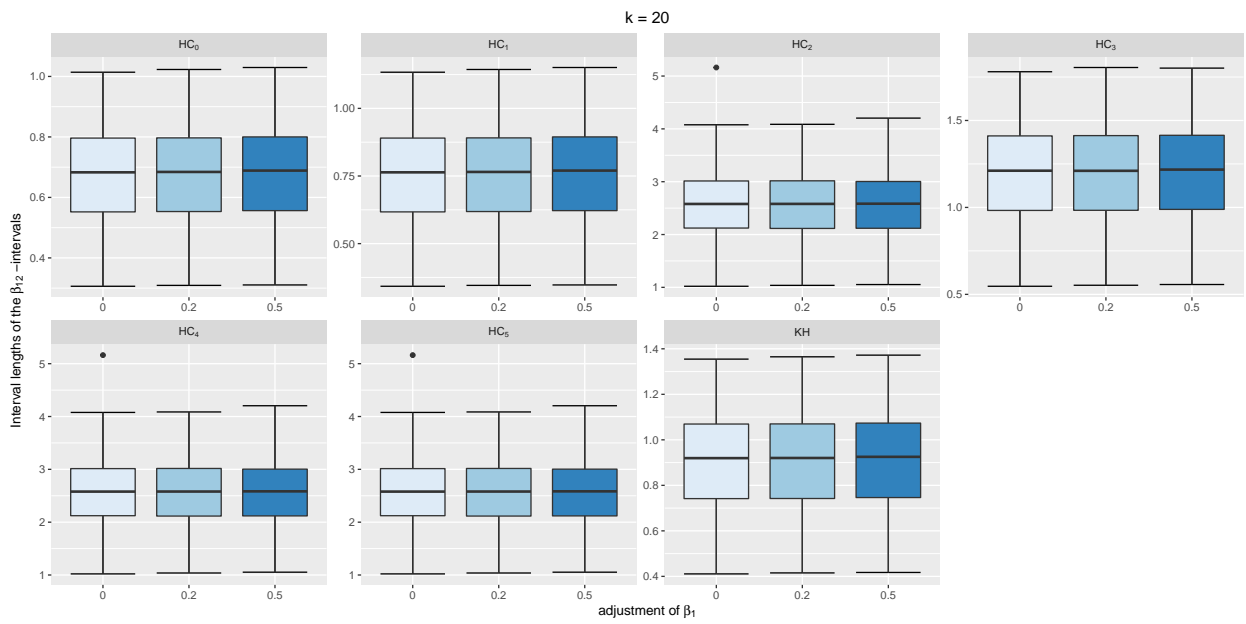 k = 20
Interval lengths of the β₁₂ −intervals
HC₀
1.0
0.8
0.6
0.4
0 0.2 0.5
HC₁
1.00
0.75
0.50
0 0.2 0.5
HC₂
5
4
3
2
1
0 0.2 0.5
HC₃
1.5
1.0
0.5
0 0.2 0.5
HC₄
5
4
3
2
1
0 0.2 0.5
HC₅
5
4
3
2
1
0 0.2 0.5
KH
1.4
1.2
1.0
0.8
0.6
0.4
0 0.2 0.5
adjustment of β₁